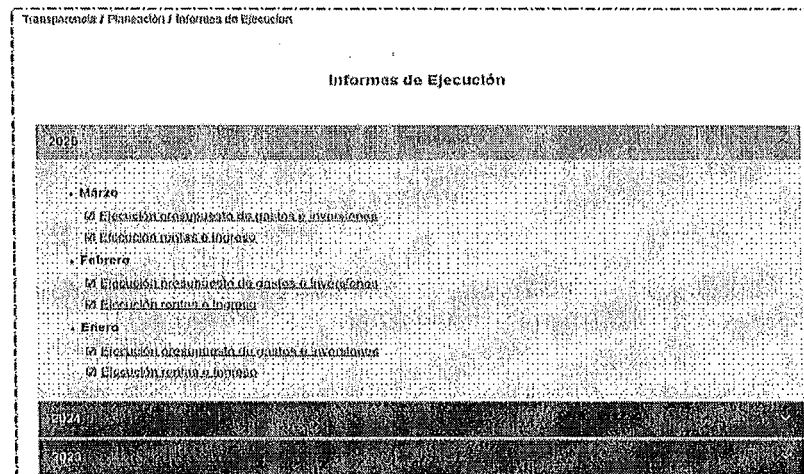 Transparencia / Planeación / Informes de Ejecución
Informes de Ejecución
2025
Marzo
Ejecución presupuesto de gastos e inversiones
Ejecución rentas e ingreso
Febrero
Ejecución presupuesto de gastos e inversiones
Ejecución rentas e ingreso
Enero
Ejecución presupuesto de gastos e inversiones
Ejecución rentas e ingreso
2024
2023